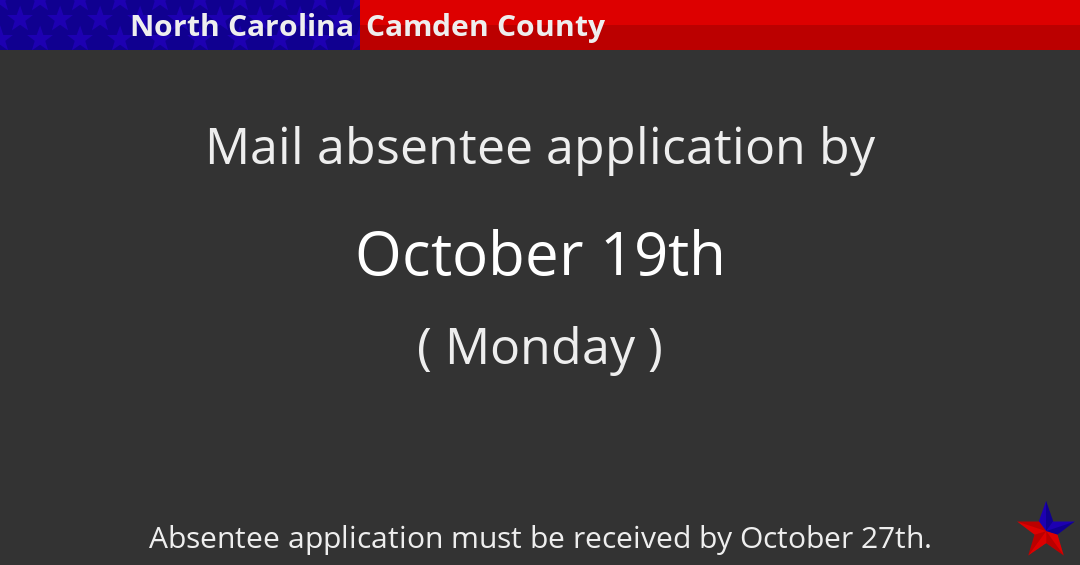 North Carolina Camden County
Mail absentee application by
October 19th
( Monday )
Absentee application must be received by October 27th.